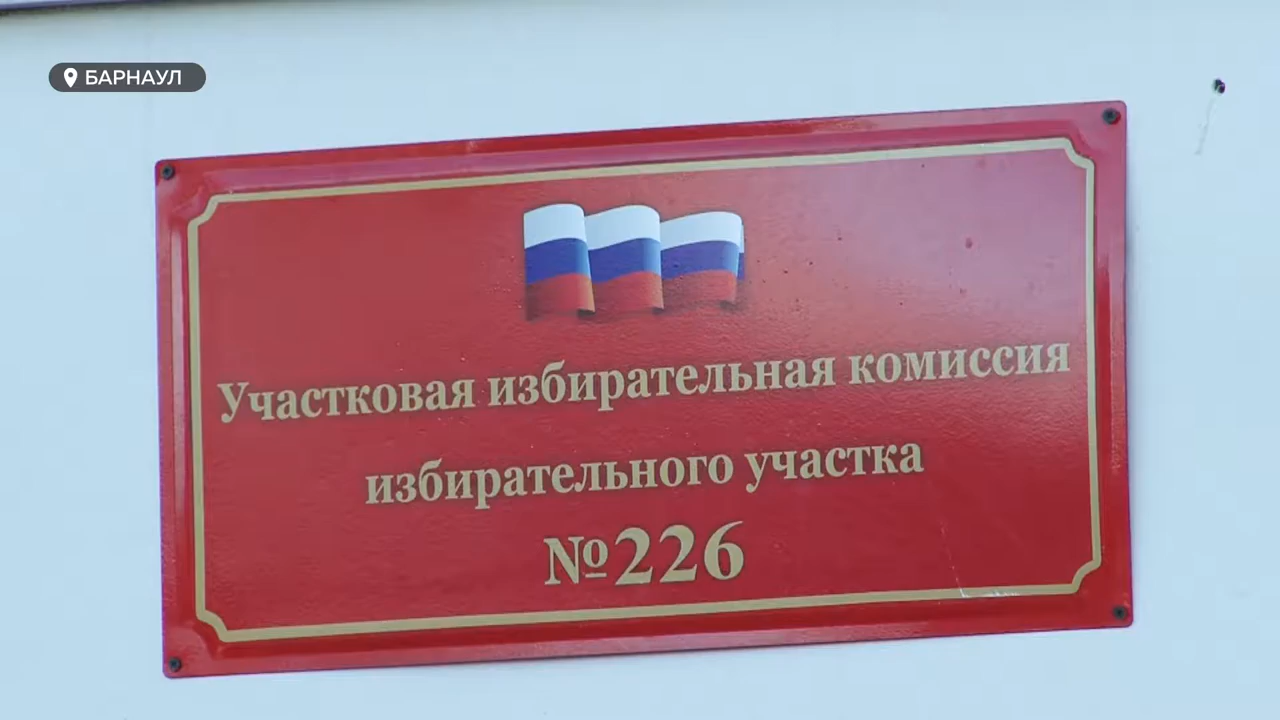 БАРНАУЛ
Участковая избирательная комиссия
избирательного участка
№226